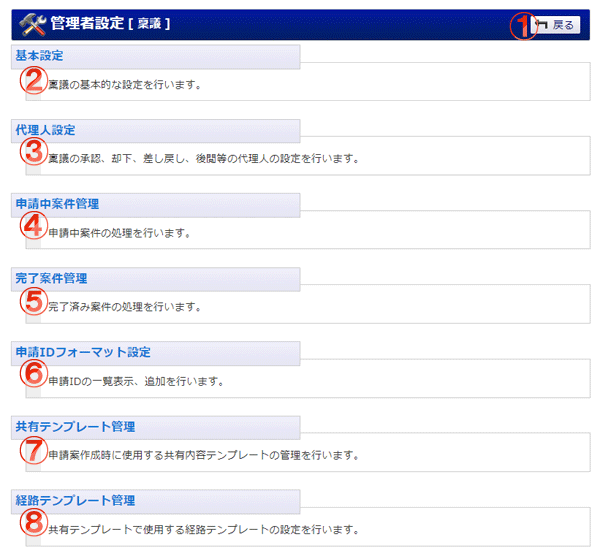 管理者設定 [ 稟議 ]
① 戻る
基本設定
② 稟議の基本的な設定を行います。
代理人設定
③ 稟議の承認、却下、差し戻し、後閲等の代理人の設定を行います。
申請中案件管理
④ 申請中案件の処理を行います。
完了案件管理
⑤ 完了済み案件の処理を行います。
申請IDフォーマット設定
⑥ 申請IDの一覧表示、追加を行います。
共有テンプレート管理
⑦ 申請案作成時に使用する共有内容テンプレートの管理を行います。
経路テンプレート管理
⑧ 共有テンプレートで使用する経路テンプレートの設定を行います。